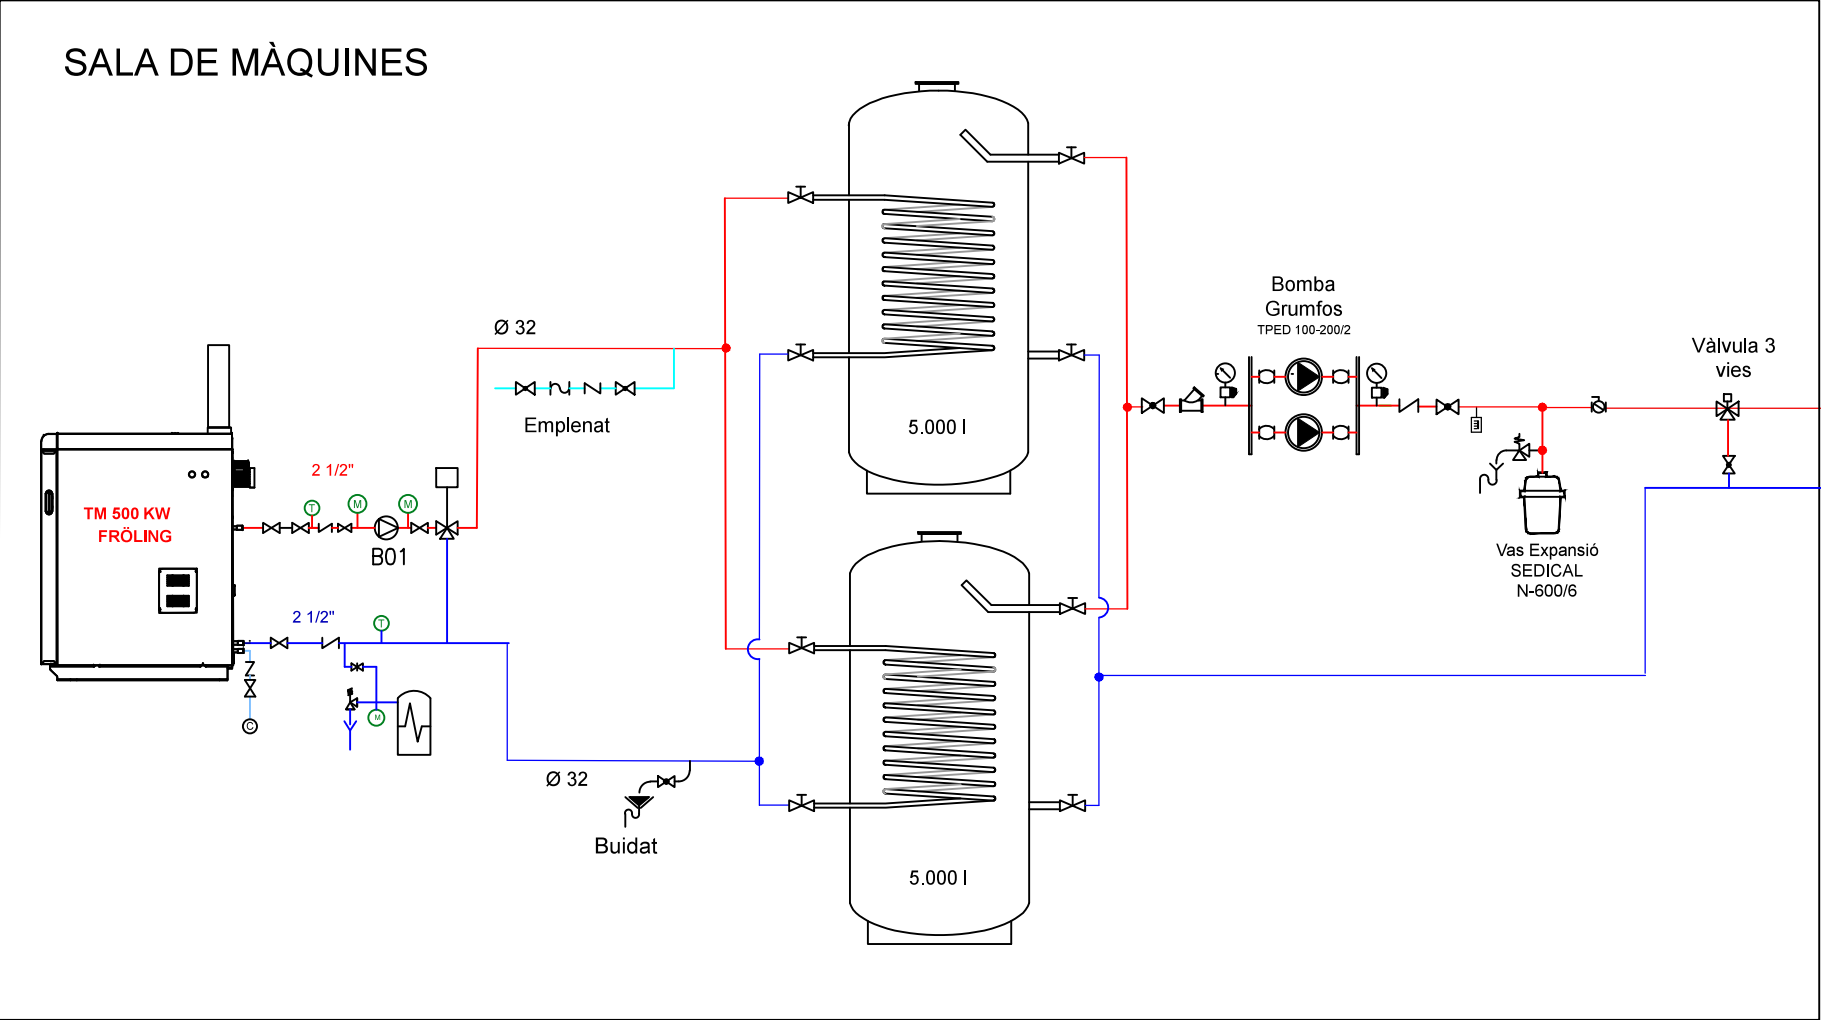 SALA DE MÀQUINES
Ø 32
Emplenat
2 1/2"
T
M
M
B01
TM 500 KW
FRÖLING
2 1/2"
T
M
C
Ø 32
Buidat
5.000 l
5.000 l
Bomba
Grumfos
TPED 100-200/2
Vàlvula 3
vies
Vas Expansió
SEDICAL
N-600/6